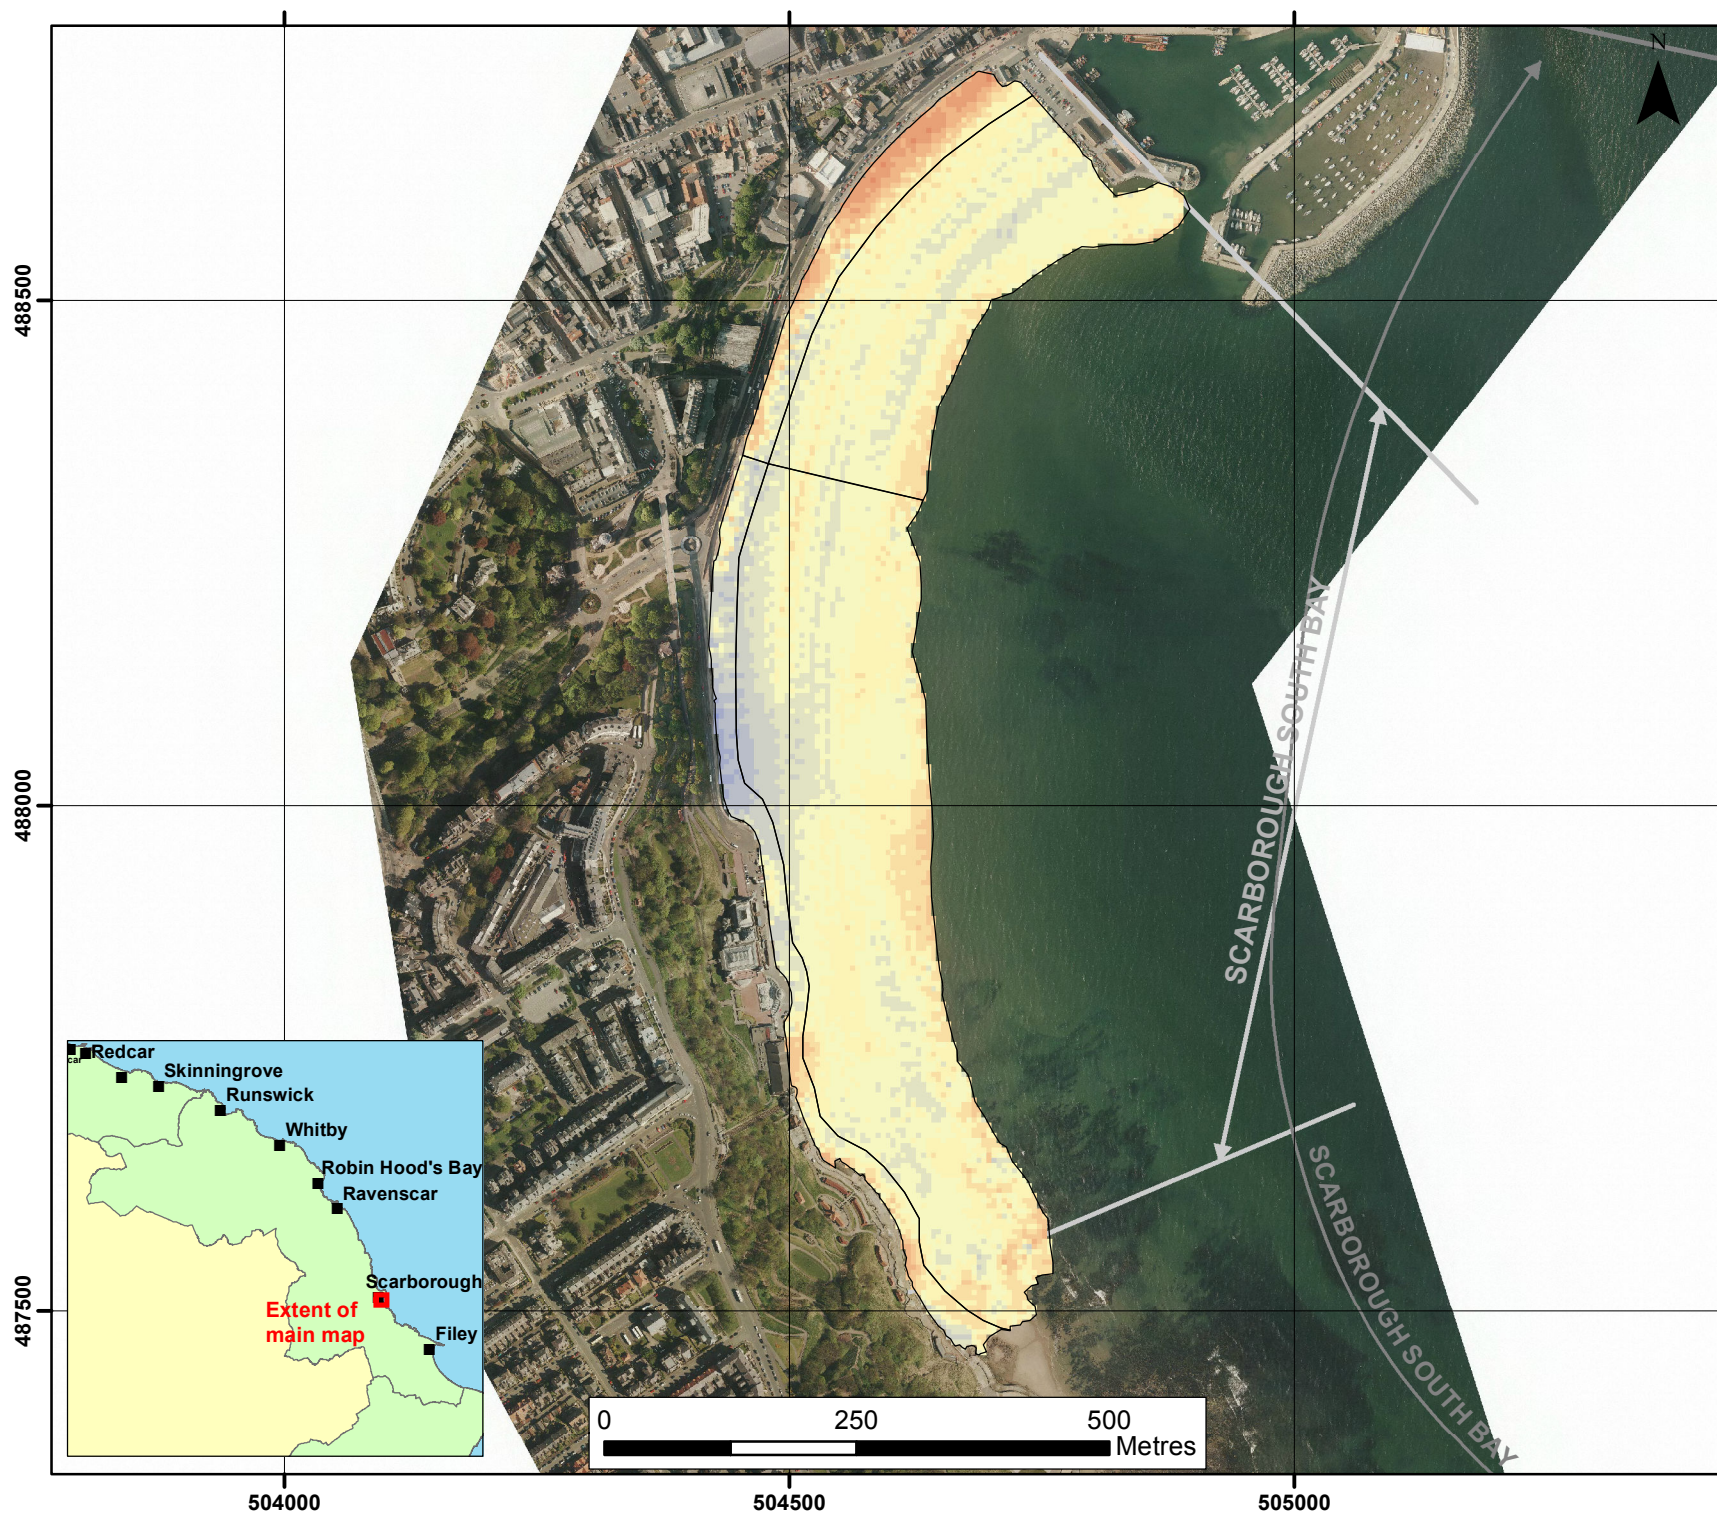 N
488500
488000
487500
504000
504500
505000
SCARBOROUGH SOUTH BAY
SCARBOROUGH SOUTH BAY
car
Redcar
Skinningrove
Runswick
Whitby
Robin Hood's Bay
Ravenscar
Scarborough
Extent of
main map
Filey
0 250 500
Metres